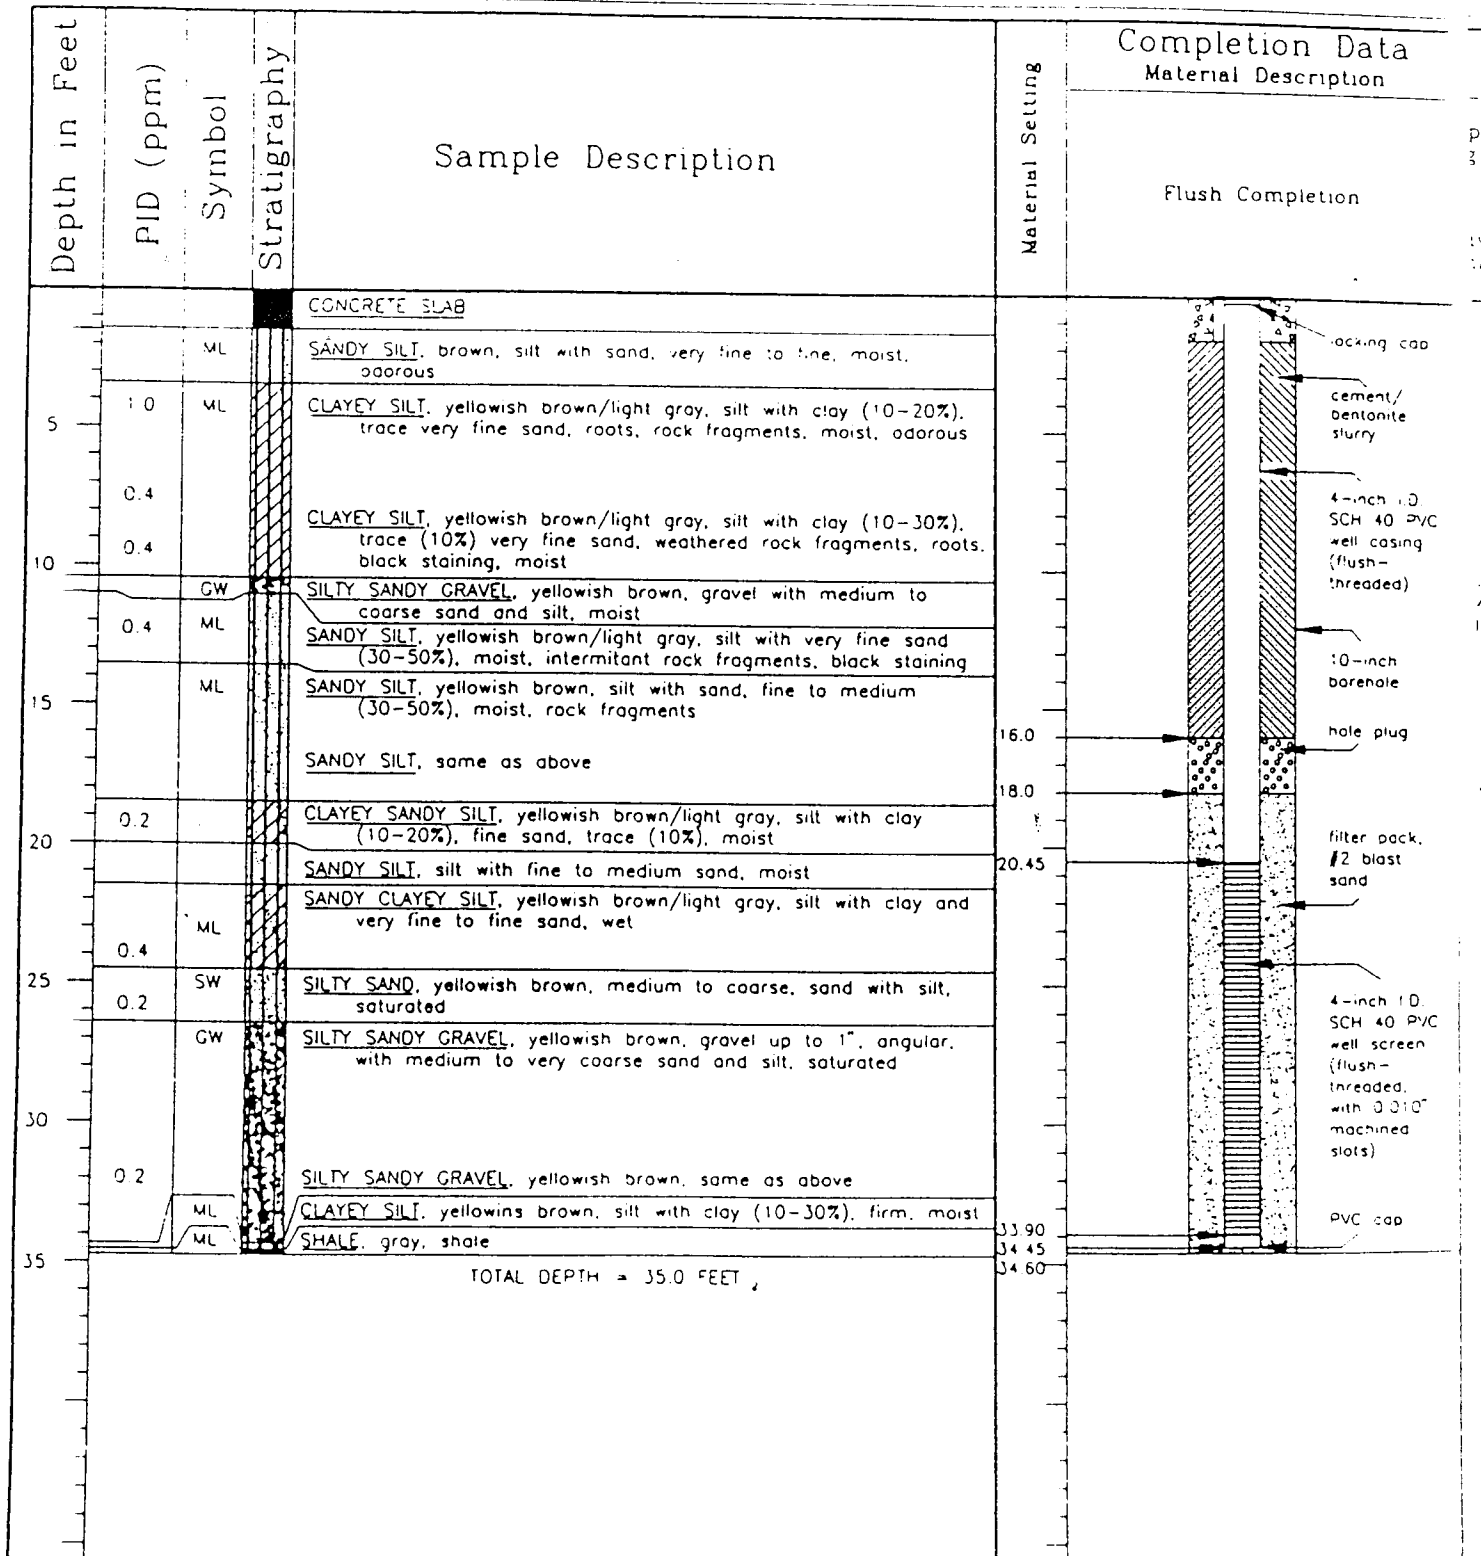 Depth in Feet
PID (ppm)
Symbol
Stratigraphy
Sample Description
Material Setting
Completion Data
Material Description
Flush Completion
CONCRETE SLAB
ML
SANDY SILT, brown, silt with sand, very fine to fine, moist,
odorous
5
1.0
ML
CLAYEY SILT, yellowish brown/light gray, silt with clay (10-20%),
trace very fine sand, roots, rock fragments, moist, odorous
0.4
0.4
CLAYEY SILT, yellowish brown/light gray, silt with clay (10-30%),
trace (10%) very fine sand, weathered rock fragments, roots,
black staining, moist
10
GW
SILTY SANDY GRAVEL, yellowish brown, gravel with medium to
coarse sand and silt, moist
0.4
ML
SANDY SILT, yellowish brown/light gray, silt with very fine sand
(30-50%), moist, intermitant rock fragments, black staining
15
ML
SANDY SILT, yellowish brown, silt with sand, fine to medium
(30-50%), moist, rock fragments
SANDY SILT, same as above
0.2
CLAYEY SANDY SILT, yellowish brown/light gray, silt with clay
(10-20%), fine sand, trace (10%), moist
20
SANDY SILT, silt with fine to medium sand, moist
SANDY CLAYEY SILT, yellowish brown/light gray, silt with clay and
very fine to fine sand, wet
ML
0.4
25
SW
0.2
SILTY SAND, yellowish brown, medium to coarse, sand with silt,
saturated
GW
SILTY SANDY GRAVEL, yellowish brown, gravel up to 1", angular,
with medium to very coarse sand and silt, saturated
30
0.2
SILTY SANDY GRAVEL, yellowish brown, same as above
ML
CLAYEY SILT, yellowins brown, silt with clay (10-30%), firm, moist
ML
SHALE, gray, shale
35
TOTAL DEPTH = 35.0 FEET
16.0
18.0
20.45
33.90
34.45
34.60
locking cap
cement/
bentonite
slurry
4-inch I.D.
SCH 40 PVC
well casing
(flush-
threaded)
10-inch
borehole
hole plug
filter pack,
#2 blast
sand
4-inch I.D.
SCH 40 PVC
well screen
(flush-
threaded,
with 0.010"
machined
slots)
PVC cap